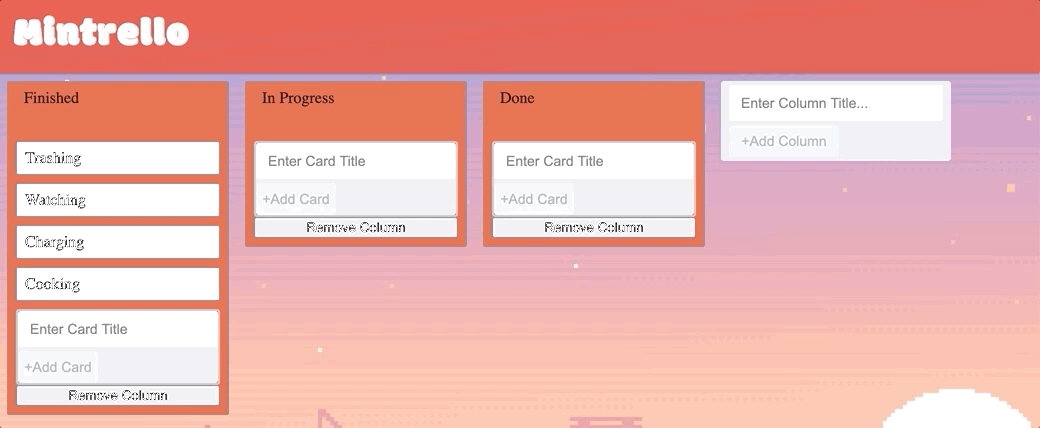 Mintrello
Finished
Trashing
Watching
Charging
Cooking
Enter Card Title
+Add Card
Remove Column
In Progress
Enter Card Title
+Add Card
Remove Column
Done
Enter Card Title
+Add Card
Remove Column
Enter Column Title...
+Add Column